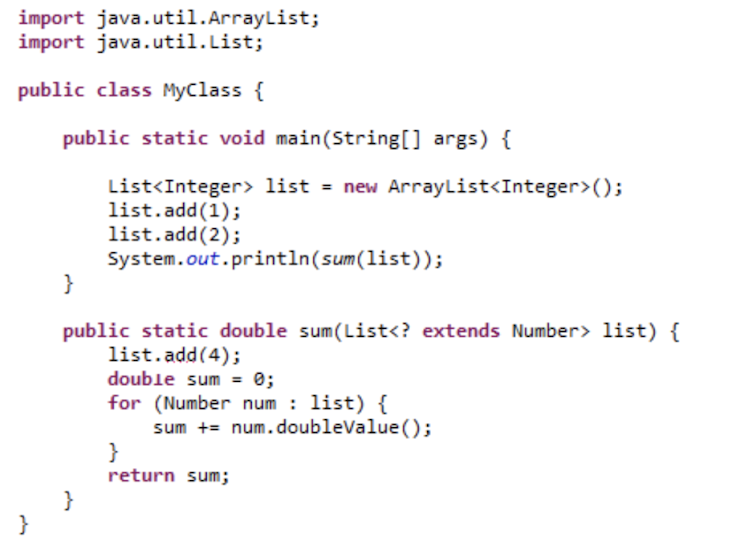 import java.util.ArrayList;
import java.util.List;
public class MyClass {
public static void main(String[] args) {
List<Integer> list = new ArrayList<Integer>();
list.add(1);
list.add(2);
System.out.println(sum(list));
}
public static double sum(List<? extends Number> list) {
list.add(4);
double sum = 0;
for (Number num : list) {
sum += num.doubleValue();
}
return sum;
}
}